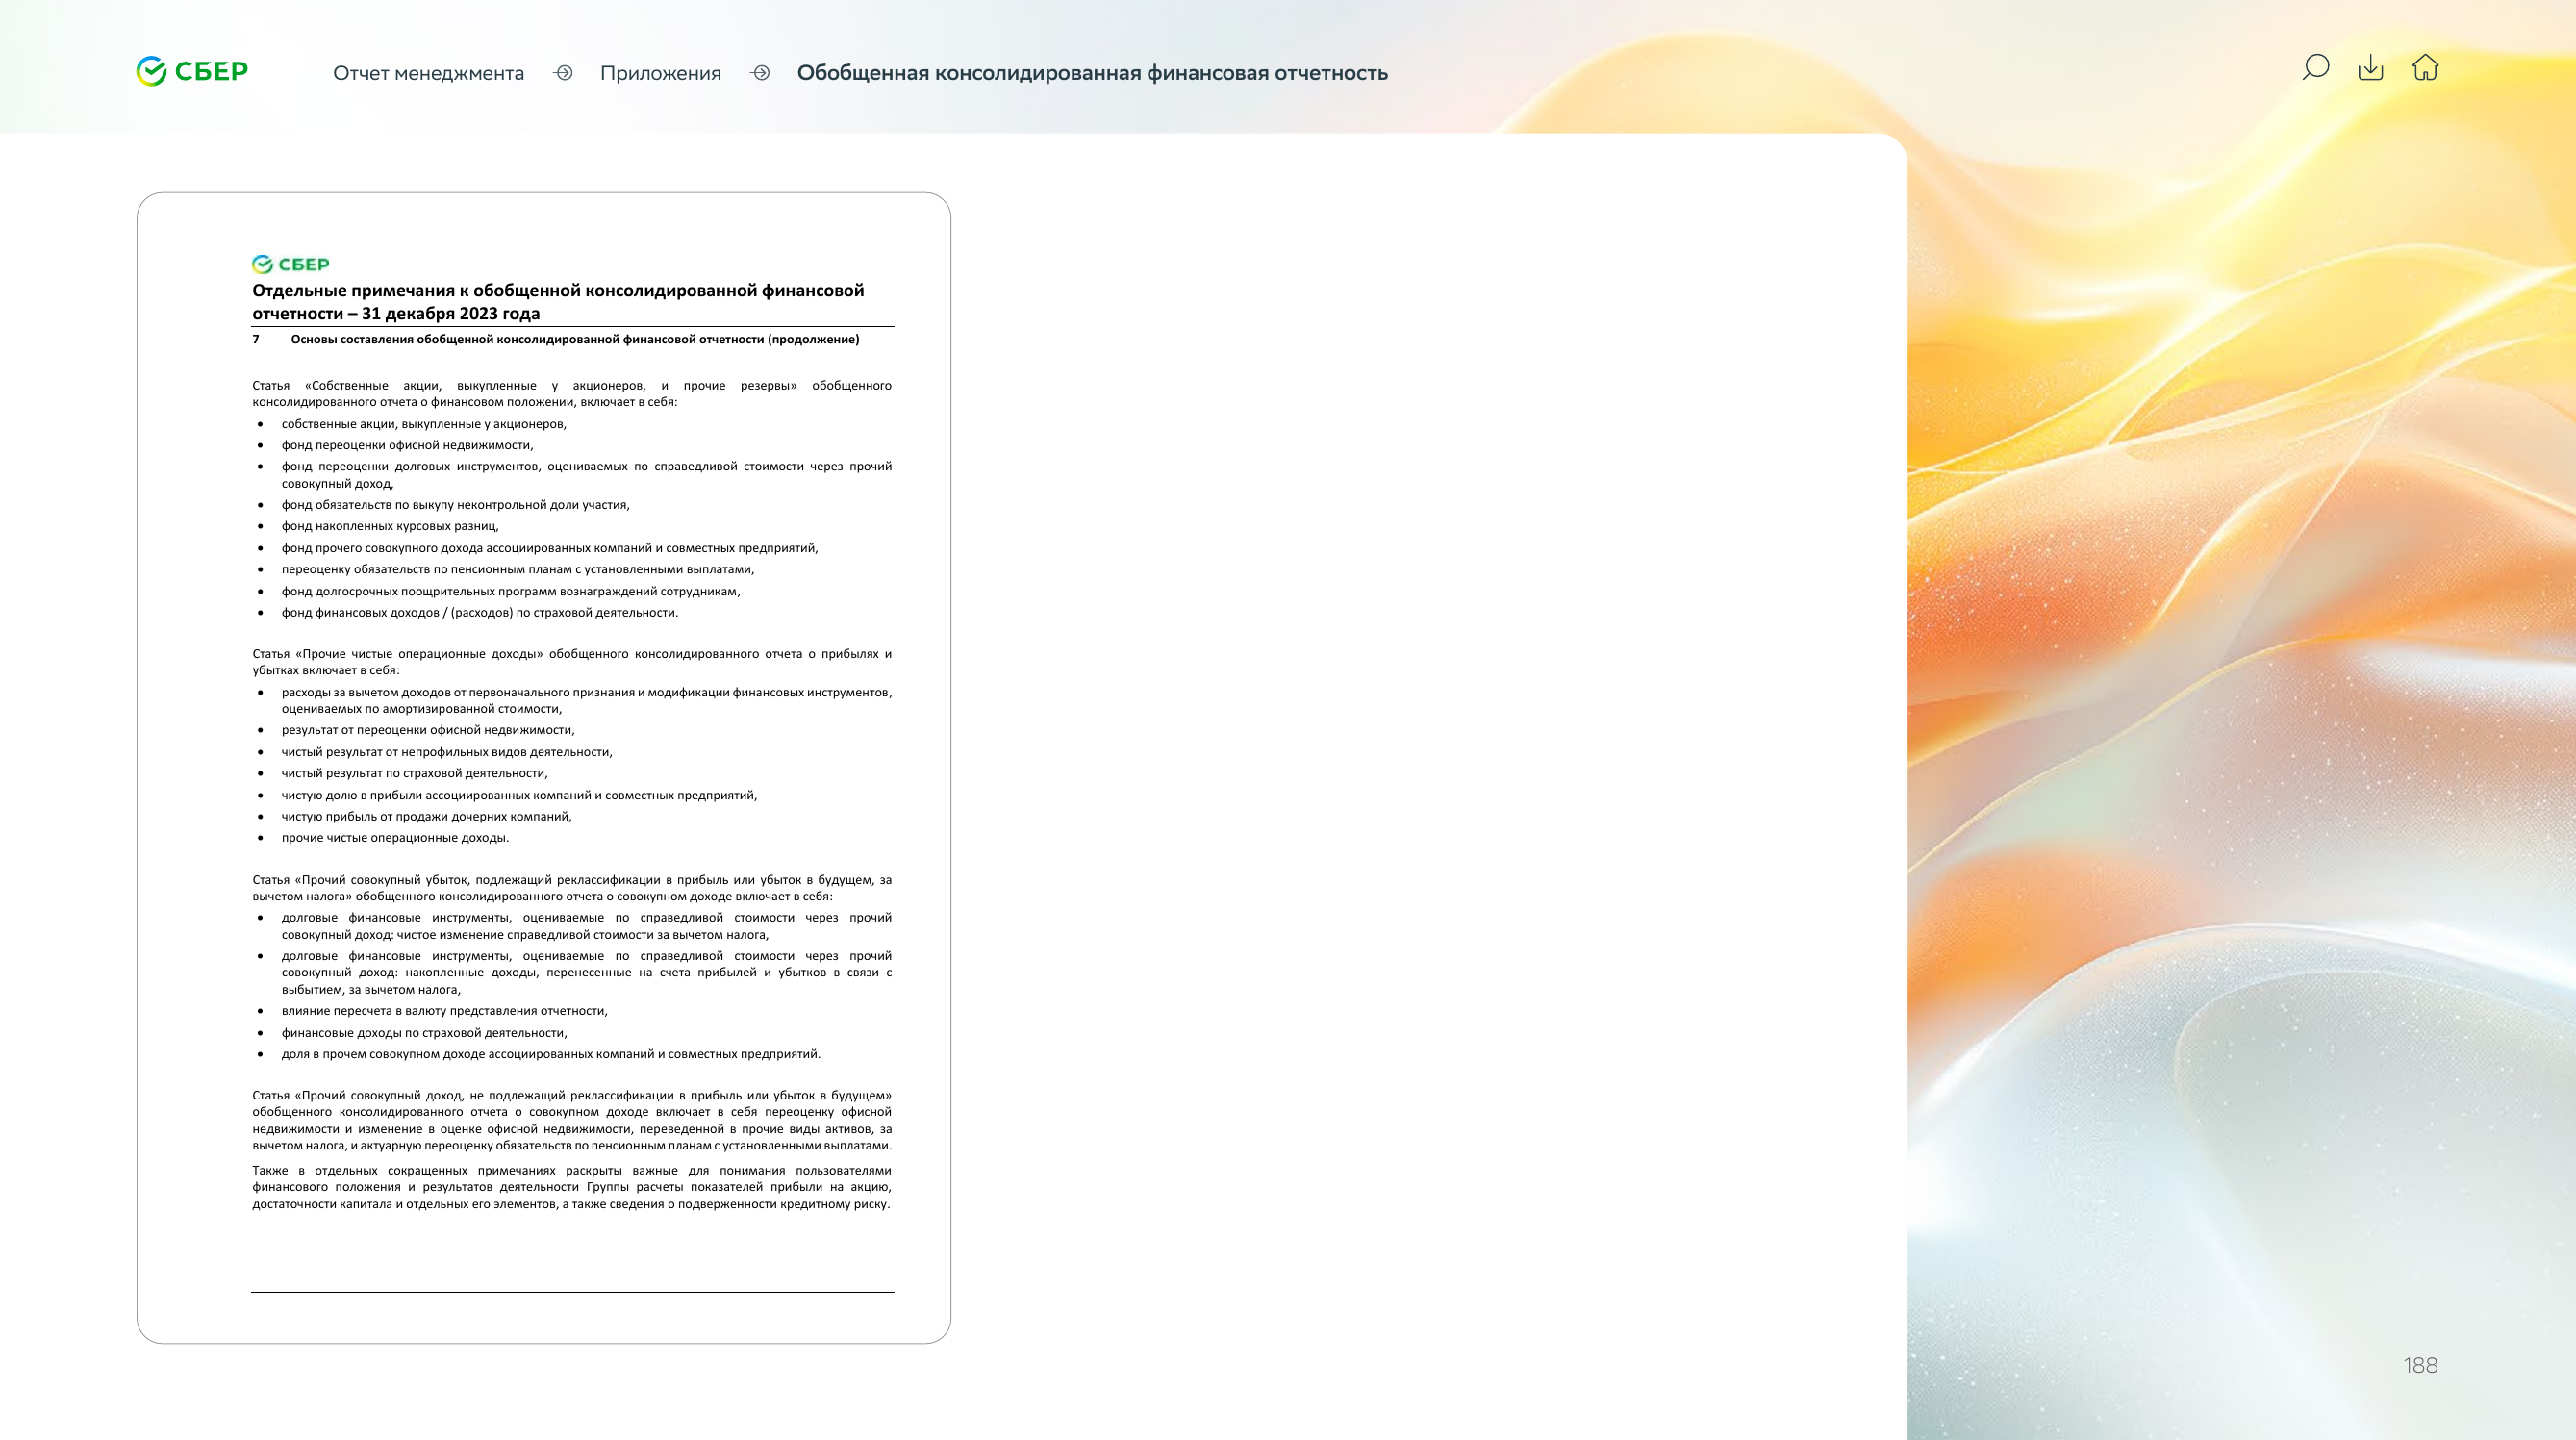 СБЕР
Отчет менеджмента
Приложения
Обобщенная консолидированная финансовая отчетность
СБЕР
Отдельные примечания к обобщенной консолидированной финансовой
отчетности – 31 декабря 2023 года
7 Основы составления обобщенной консолидированной финансовой отчетности (продолжение)
Статья «Собственные акции, выкупленные у акционеров, и прочие резервы» обобщенного
консолидированного отчета о финансовом положении, включает в себя:
• собственные акции, выкупленные у акционеров,
• фонд переоценки офисной недвижимости,
• фонд переоценки долговых инструментов, оцениваемых по справедливой стоимости через прочий
совокупный доход,
• фонд обязательств по выкупу неконтрольной доли участия,
• фонд накопленных курсовых разниц,
• фонд прочего совокупного дохода ассоциированных компаний и совместных предприятий,
• переоценку обязательств по пенсионным планам с установленными выплатами,
• фонд долгосрочных поощрительных программ вознаграждений сотрудникам,
• фонд финансовых доходов / (расходов) по страховой деятельности.
Статья «Прочие чистые операционные доходы» обобщенного консолидированного отчета о прибылях и
убытках включает в себя:
• расходы за вычетом доходов от первоначального признания и модификации финансовых инструментов,
оцениваемых по амортизированной стоимости,
• результат от переоценки офисной недвижимости,
• чистый результат от непрофильных видов деятельности,
• чистый результат по страховой деятельности,
• чистую долю в прибыли ассоциированных компаний и совместных предприятий,
• чистую прибыль от продажи дочерних компаний,
• прочие чистые операционные доходы.
Статья «Прочий совокупный убыток, подлежащий реклассификации в прибыль или убыток в будущем, за
вычетом налога» обобщенного консолидированного отчета о совокупном доходе включает в себя:
• долговые финансовые инструменты, оцениваемые по справедливой стоимости через прочий
совокупный доход: чистое изменение справедливой стоимости за вычетом налога,
• долговые финансовые инструменты, оцениваемые по справедливой стоимости через прочий
совокупный доход: накопленные доходы, перенесенные на счета прибылей и убытков в связи с
выбытием, за вычетом налога,
• влияние пересчета в валюту представления отчетности,
• финансовые доходы по страховой деятельности,
• доля в прочем совокупном доходе ассоциированных компаний и совместных предприятий.
Статья «Прочий совокупный доход, не подлежащий реклассификации в прибыль или убыток в будущем»
обобщенного консолидированного отчета о совокупном доходе включает в себя переоценку офисной
недвижимости и изменение в оценке офисной недвижимости, переведенной в прочие виды активов, за
вычетом налога, и актуарную переоценку обязательств по пенсионным планам с установленными выплатами.
Также в отдельных сокращенных примечаниях раскрыты важные для понимания пользователями
финансового положения и результатов деятельности Группы расчеты показателей прибыли на акцию,
достаточности капитала и отдельных его элементов, а также сведения о подверженности кредитному риску.
188